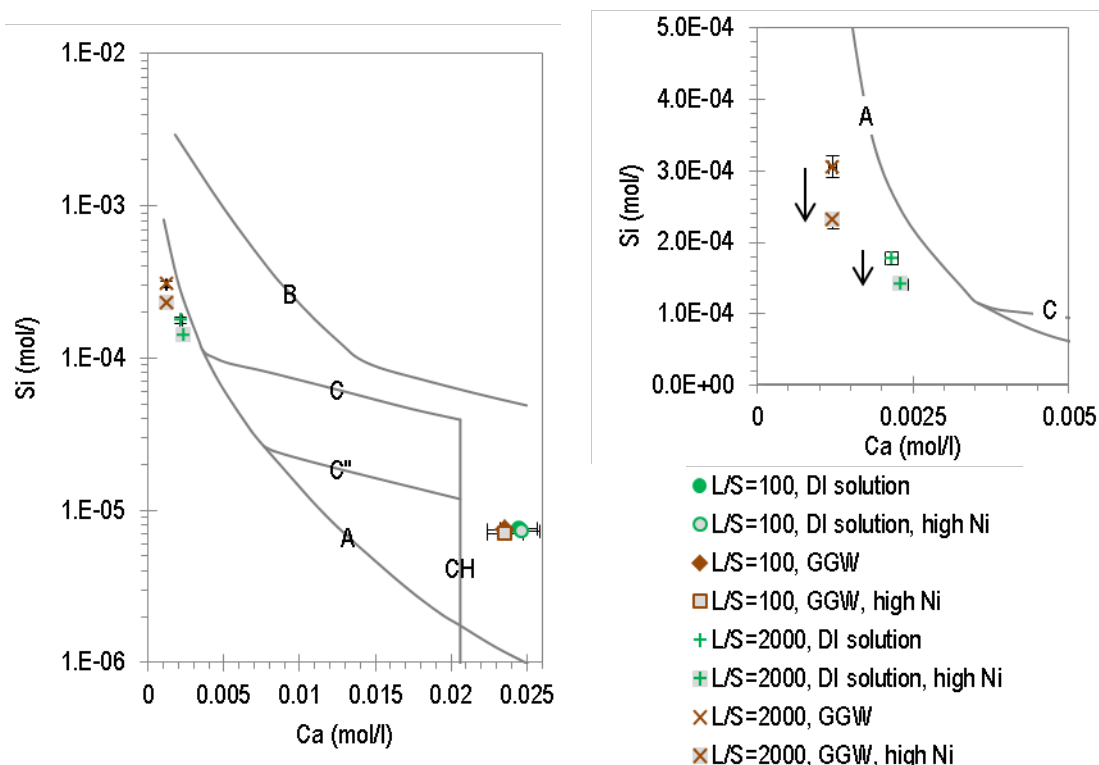 1.E-02
1.E-03
1.E-04
1.E-05
1.E-06
Si (mol/)
0
0.005
0.01
0.015
0.02
0.025
Ca (mol/l)
B
C
C"
A
CH
5.0E-04
4.0E-04
3.0E-04
2.0E-04
1.0E-04
0.0E+00
Si (mol/)
0
0.0025
0.005
Ca (mol/l)
A
C
L/S=100, DI solution
L/S=100, DI solution, high Ni
L/S=100, GGW
L/S=100, GGW, high Ni
L/S=2000, DI solution
L/S=2000, DI solution, high Ni
L/S=2000, GGW
L/S=2000, GGW, high Ni